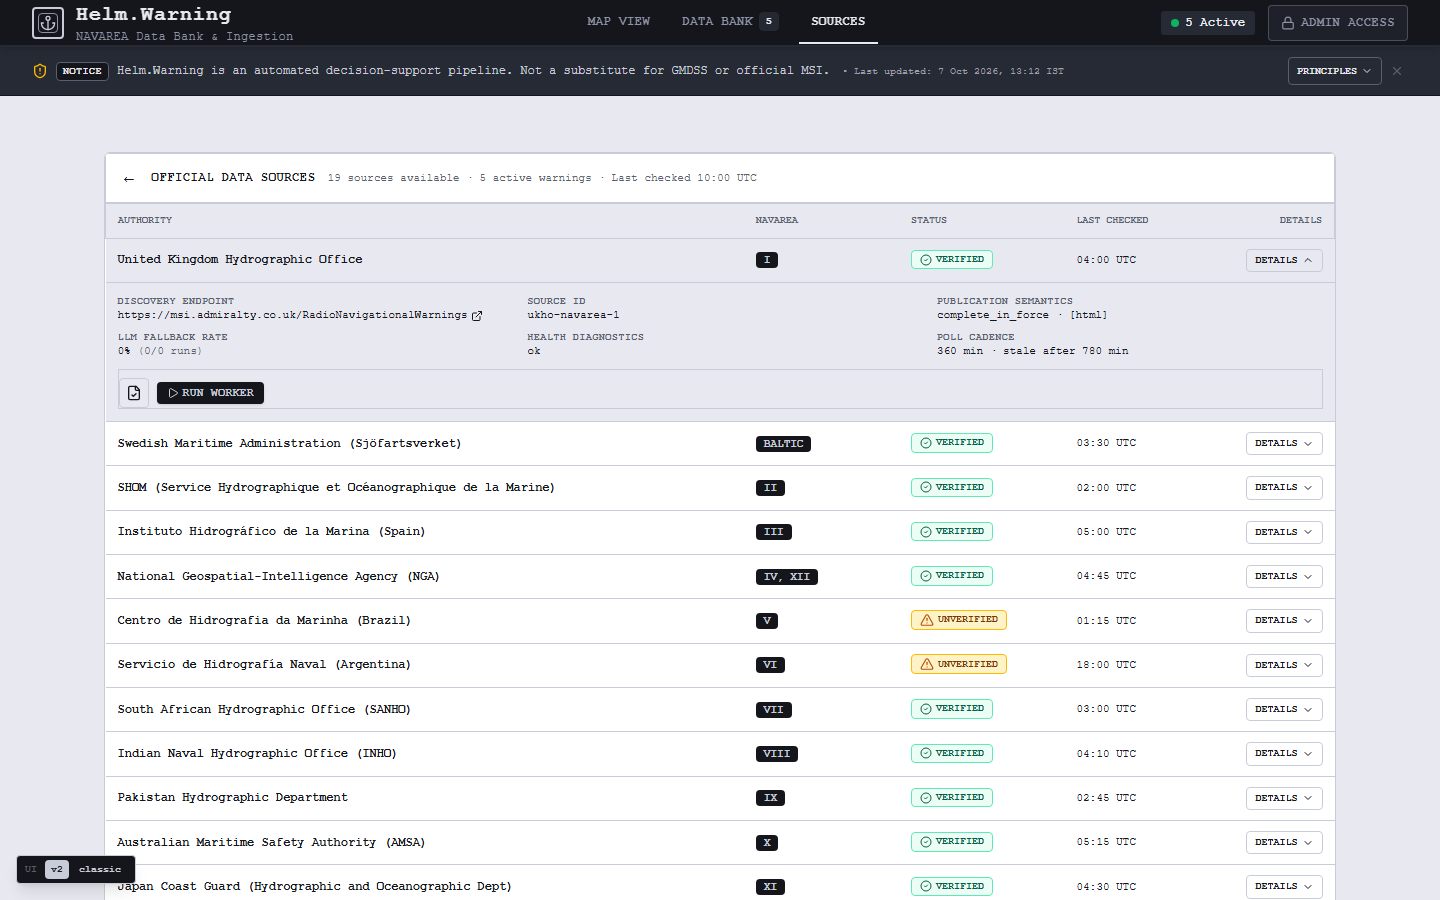 Helm.Warning
NAVAREA Data Bank & Ingestion
MAP VIEW
DATA BANK 5
SOURCES
5 Active
ADMIN ACCESS
NOTICE
Helm.Warning is an automated decision-support pipeline. Not a substitute for GMDSS or official MSI.
• Last updated: 7 Oct 2026, 13:12 IST
PRINCIPLES
← OFFICIAL DATA SOURCES 19 sources available · 5 active warnings · Last checked 10:00 UTC
AUTHORITY NAVAREA STATUS LAST CHECKED DETAILS
United Kingdom Hydrographic Office I VERIFIED 04:00 UTC DETAILS
DISCOVERY ENDPOINT SOURCE ID PUBLICATION SEMANTICS
https://msi.admiralty.co.uk/RadioNavigationalWarnings ukho-navarea-1 complete_in_force · [html]
LLM FALLBACK RATE HEALTH DIAGNOSTICS POLL CADENCE
0% (0/0 runs) ok 360 min · stale after 780 min
RUN WORKER
Swedish Maritime Administration (Sjöfartsverket) BALTIC VERIFIED 03:30 UTC DETAILS
SHOM (Service Hydrographique et Océanographique de la Marine) II VERIFIED 02:00 UTC DETAILS
Instituto Hidrográfico de la Marina (Spain) III VERIFIED 05:00 UTC DETAILS
National Geospatial-Intelligence Agency (NGA) IV, XII VERIFIED 04:45 UTC DETAILS
Centro de Hidrografia da Marinha (Brazil) V UNVERIFIED 01:15 UTC DETAILS
Servicio de Hidrografía Naval (Argentina) VI UNVERIFIED 18:00 UTC DETAILS
South African Hydrographic Office (SANHO) VII VERIFIED 03:00 UTC DETAILS
Indian Naval Hydrographic Office (INHO) VIII VERIFIED 04:10 UTC DETAILS
Pakistan Hydrographic Department IX VERIFIED 02:45 UTC DETAILS
Australian Maritime Safety Authority (AMSA) X VERIFIED 05:15 UTC DETAILS
UI v2 classic
Japan Coast Guard (Hydrographic and Oceanographic Dept) XI VERIFIED 04:30 UTC DETAILS